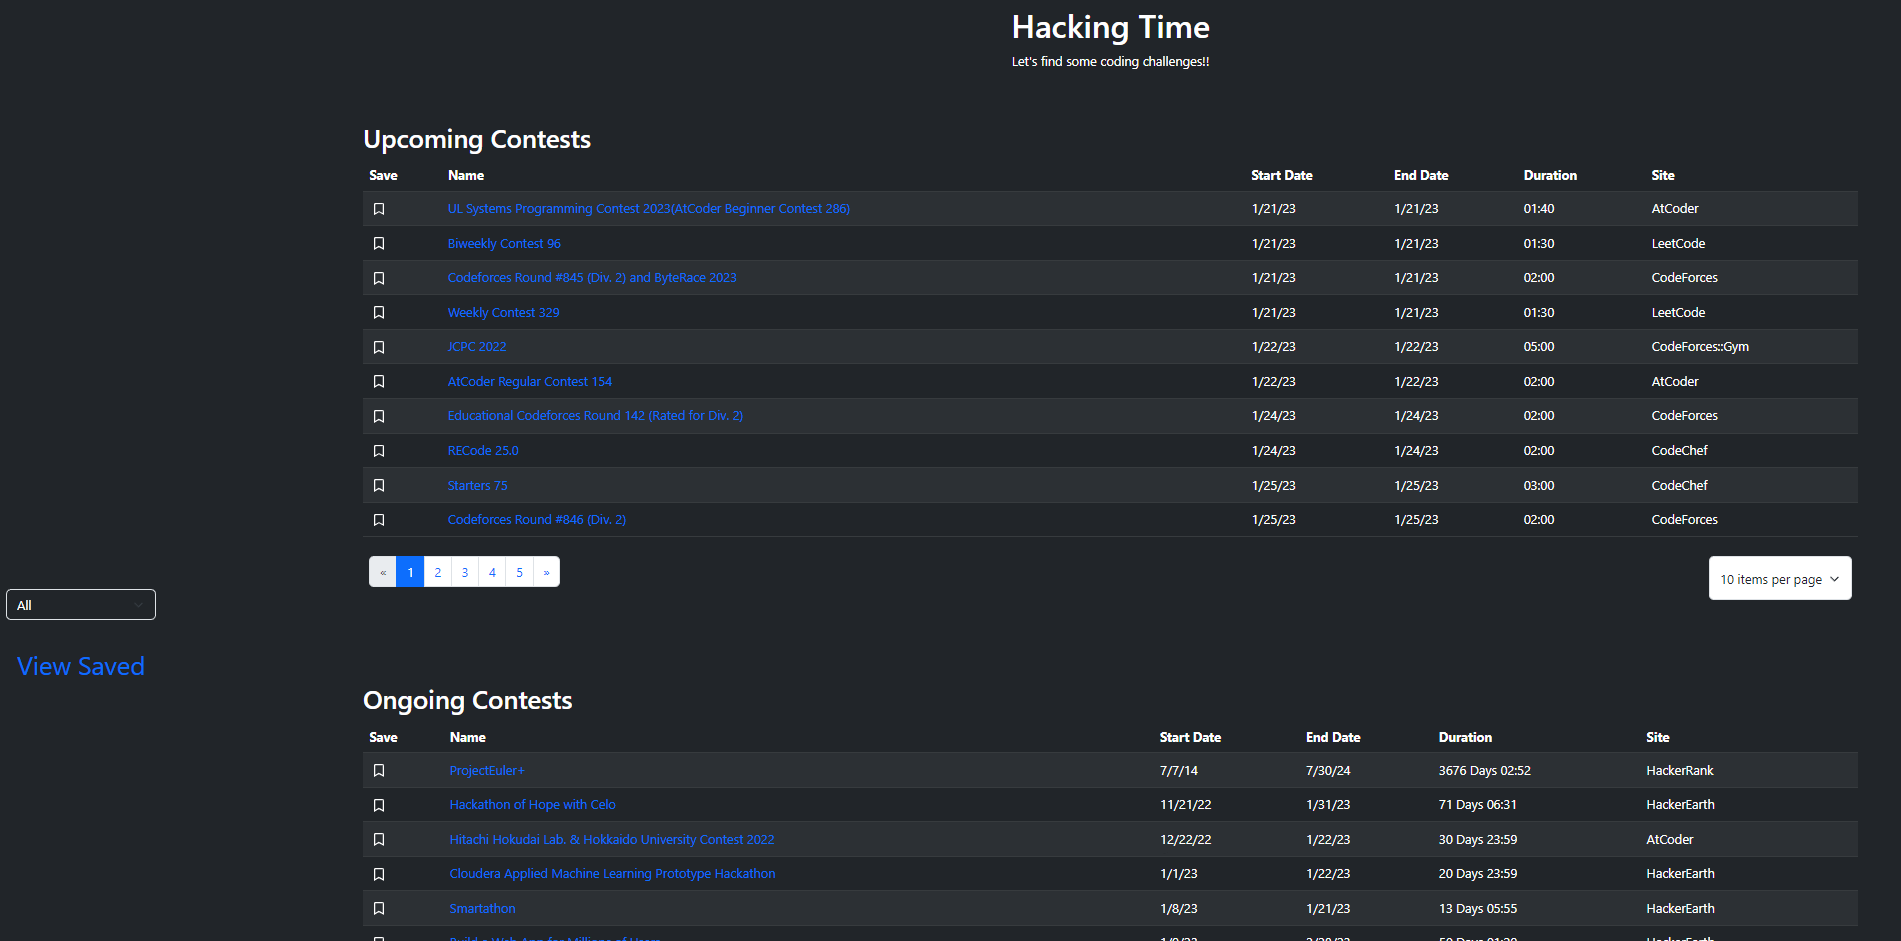 Hacking Time
Let's find some coding challenges!!
Upcoming Contests
Save Name Start Date End Date Duration Site
UL Systems Programming Contest 2023(AtCoder Beginner Contest 286) 1/21/23 1/21/23 01:40 AtCoder
Biweekly Contest 96 1/21/23 1/21/23 01:30 LeetCode
Codeforces Round #845 (Div. 2) and ByteRace 2023 1/21/23 1/21/23 02:00 CodeForces
Weekly Contest 329 1/21/23 1/21/23 01:30 LeetCode
JCPC 2022 1/22/23 1/22/23 05:00 CodeForces::Gym
AtCoder Regular Contest 154 1/22/23 1/22/23 02:00 AtCoder
Educational Codeforces Round 142 (Rated for Div. 2) 1/24/23 1/24/23 02:00 CodeForces
RECode 25.0 1/24/23 1/24/23 02:00 CodeChef
Starters 75 1/25/23 1/25/23 03:00 CodeChef
Codeforces Round #846 (Div. 2) 1/25/23 1/25/23 02:00 CodeForces
« 1 2 3 4 5 »
10 items per page
All
View Saved
Ongoing Contests
Save Name Start Date End Date Duration Site
ProjectEuler+ 7/7/14 7/30/24 3676 Days 02:52 HackerRank
Hackathon of Hope with Celo 11/21/22 1/31/23 71 Days 06:31 HackerEarth
Hitachi Hokudai Lab. & Hokkaido University Contest 2022 12/22/22 1/22/23 30 Days 23:59 AtCoder
Cloudera Applied Machine Learning Prototype Hackathon 1/1/23 1/22/23 20 Days 23:59 HackerEarth
Smartathon 1/8/23 1/21/23 13 Days 05:55 HackerEarth
Build a Web App for Millions of Users HackerEarth